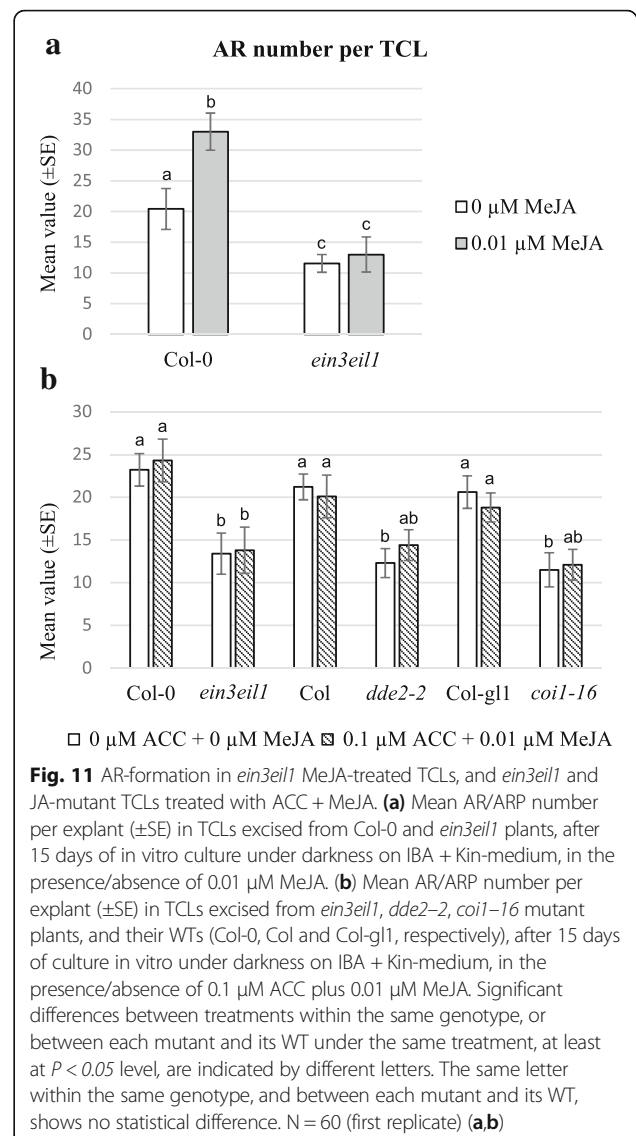 a
AR number per TCL
Mean value (±SE)
40
35
30
25
20
15
10
5
0
a
b
c
c
Col-0
ein3eil1
0 µM MeJA
0.01 µM MeJA
b
Mean value (±SE)
30
25
20
15
10
5
0
a a
b b
a a
b ab
a a
b ab
Col-0 ein3eil1 Col dde2-2 Col-gl1 coi1-16
0 µM ACC + 0 µM MeJA 0.1 µM ACC + 0.01 µM MeJA
Fig. 11 AR-formation in ein3eil1 MeJA-treated TCLs, and ein3eil1 and
JA-mutant TCLs treated with ACC + MeJA. (a) Mean AR/ARP number
per explant (±SE) in TCLs excised from Col-0 and ein3eil1 plants, after
15 days of in vitro culture under darkness on IBA + Kin-medium, in the
presence/absence of 0.01 µM MeJA. (b) Mean AR/ARP number per
explant (±SE) in TCLs excised from ein3eil1, dde2–2, coi1–16 mutant
plants, and their WTs (Col-0, Col and Col-gl1, respectively), after 15 days
of culture in vitro under darkness on IBA + Kin-medium, in the
presence/absence of 0.1 µM ACC plus 0.01 µM MeJA. Significant
differences between treatments within the same genotype, or
between each mutant and its WT under the same treatment, at least
at P < 0.05 level, are indicated by different letters. The same letter
within the same genotype, and between each mutant and its WT,
shows no statistical difference. N = 60 (first replicate) (a,b)